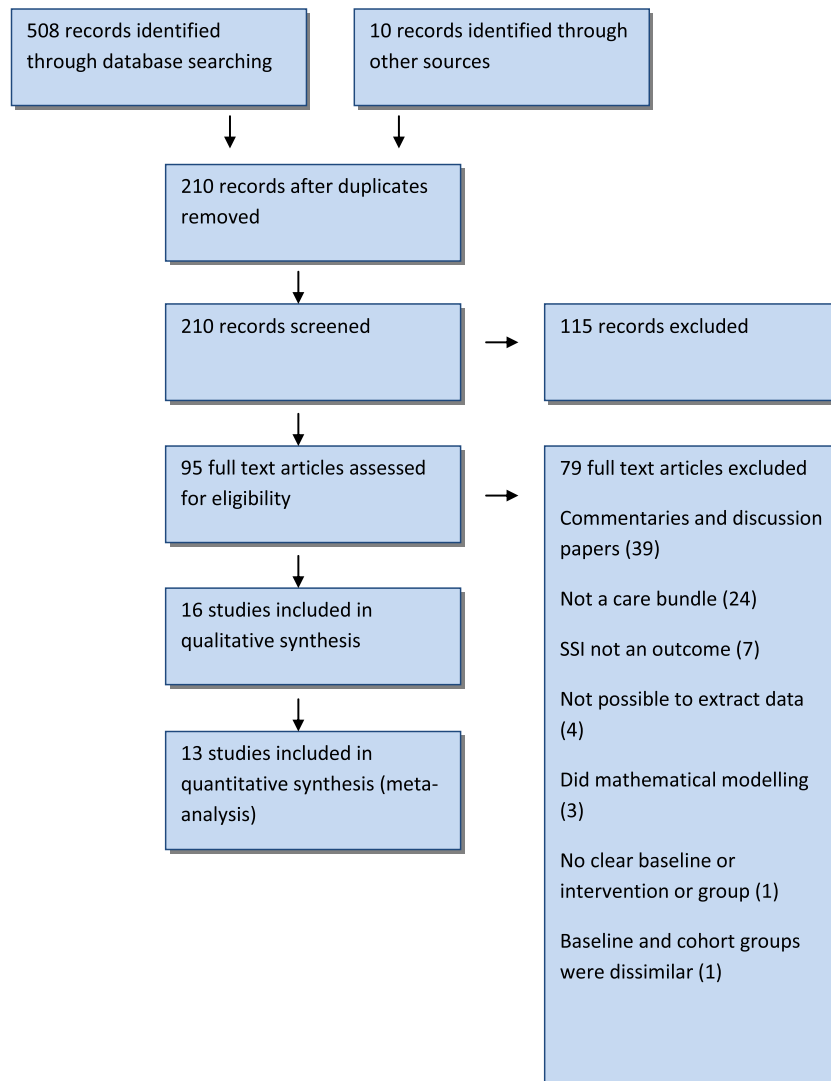 508 records identified
through database searching
10 records identified through
other sources
210 records after duplicates
removed
210 records screened
115 records excluded
95 full text articles assessed
for eligibility
79 full text articles excluded
Commentaries and discussion
papers (39)
Not a care bundle (24)
SSI not an outcome (7)
Not possible to extract data
(4)
Did mathematical modelling
(3)
No clear baseline or
intervention or group (1)
Baseline and cohort groups
were dissimilar (1)
16 studies included in
qualitative synthesis
13 studies included in
quantitative synthesis (meta-
analysis)